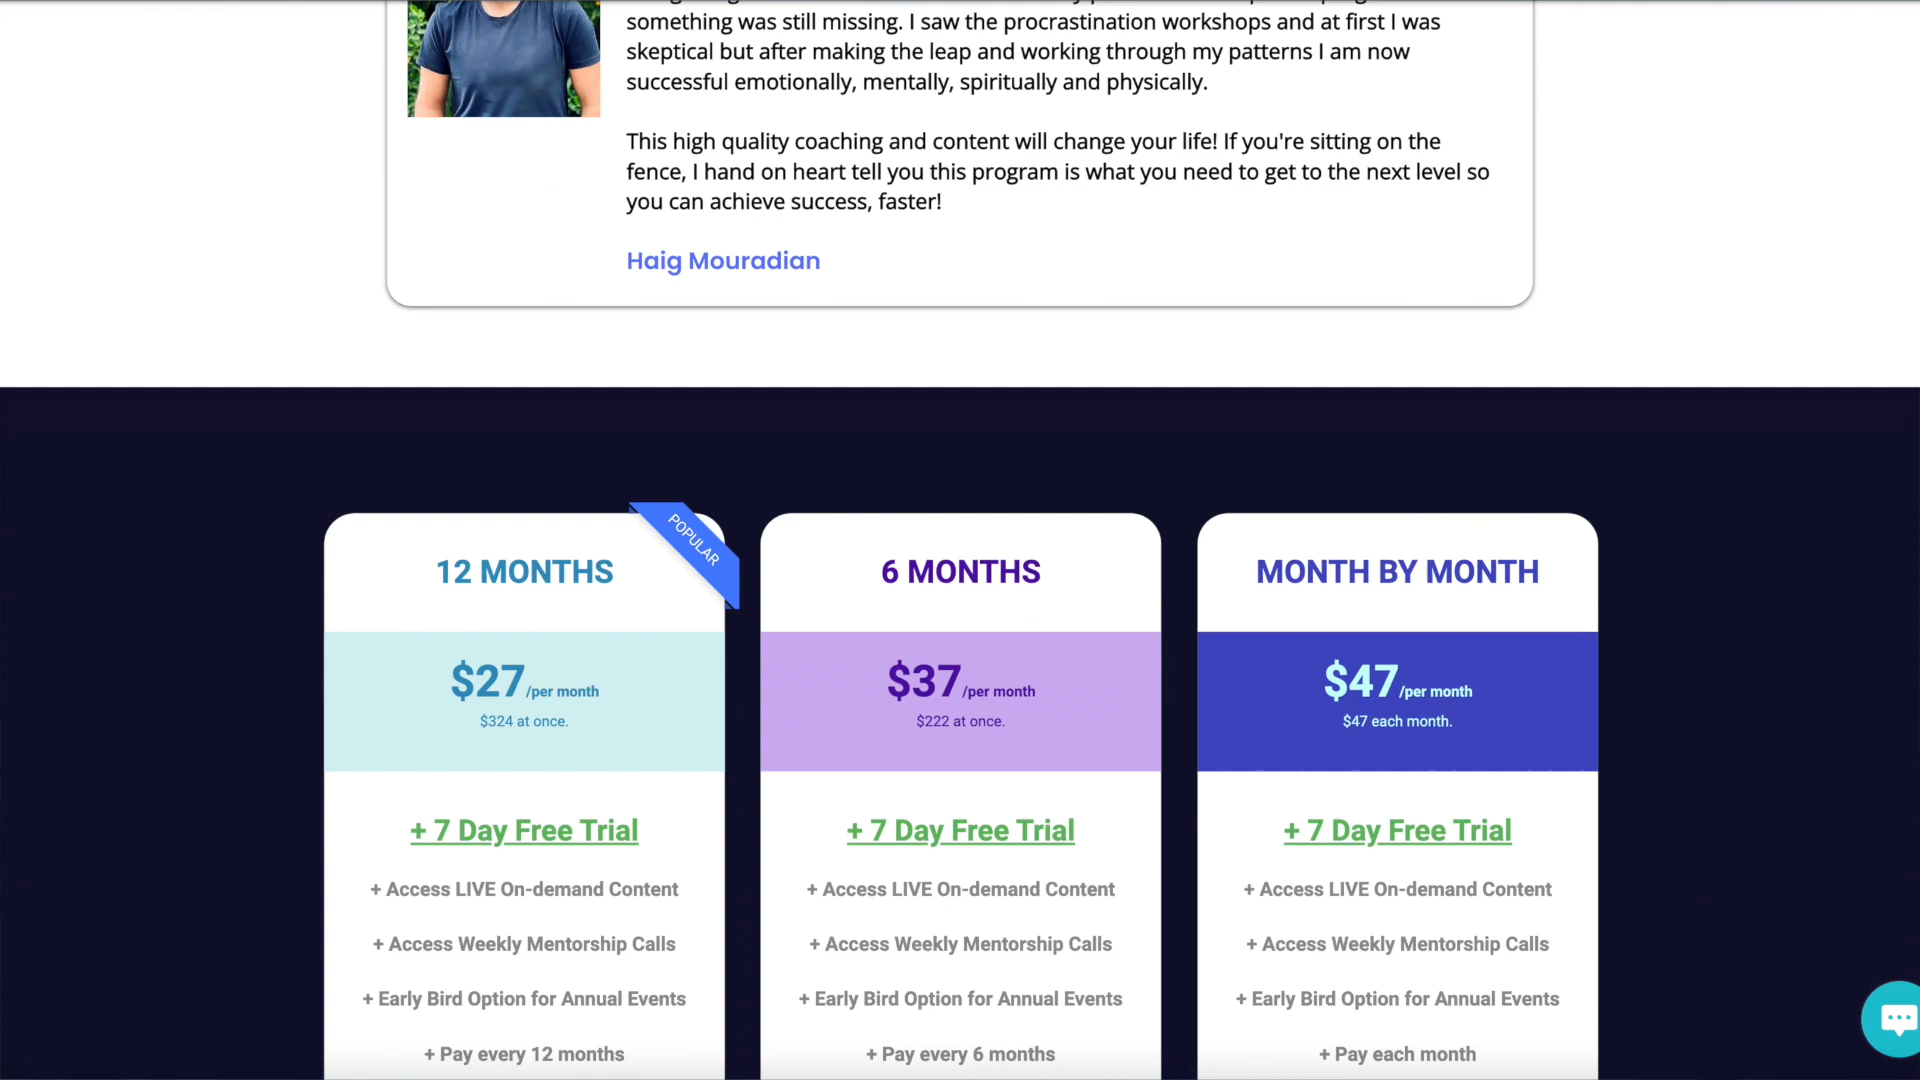 something was still missing. I saw the procrastination workshops and at first I was
skeptical but after making the leap and working through my patterns I am now
successful emotionally, mentally, spiritually and physically.
This high quality coaching and content will change your life! If you're sitting on the
fence, I hand on heart tell you this program is what you need to get to the next level so
you can achieve success, faster!
Haig Mouradian
POPULAR
12 MONTHS
$27/per month
$324 at once.
+ 7 Day Free Trial
+ Access LIVE On-demand Content
+ Access Weekly Mentorship Calls
+ Early Bird Option for Annual Events
+ Pay every 12 months
6 MONTHS
$37/per month
$222 at once.
+ 7 Day Free Trial
+ Access LIVE On-demand Content
+ Access Weekly Mentorship Calls
+ Early Bird Option for Annual Events
+ Pay every 6 months
MONTH BY MONTH
$47/per month
$47 each month.
+ 7 Day Free Trial
+ Access LIVE On-demand Content
+ Access Weekly Mentorship Calls
+ Early Bird Option for Annual Events
+ Pay each month